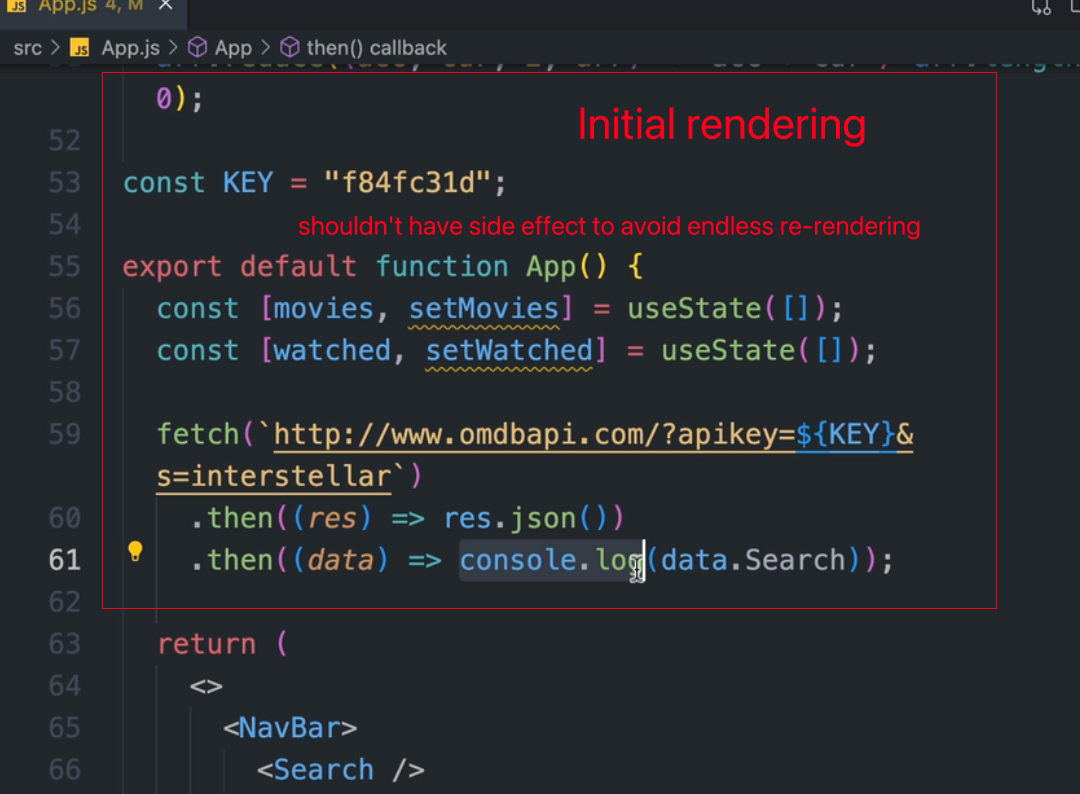 JS App.js 4, M ×
src > JS App.js > App > then() callback
0);
Initial rendering
52
53 const KEY = "f84fc31d";
54
shouldn't have side effect to avoid endless re-rendering
55 export default function App() {
56 const [movies, setMovies] = useState([]);
57 const [watched, setWatched] = useState([]);
58
59 fetch(`http://www.omdbapi.com/?apikey=${KEY}&
s=interstellar`)
60 .then((res) => res.json())
61 .then((data) => console.log(data.Search));
62
63 return (
64 <>
65 <NavBar>
66 <Search />